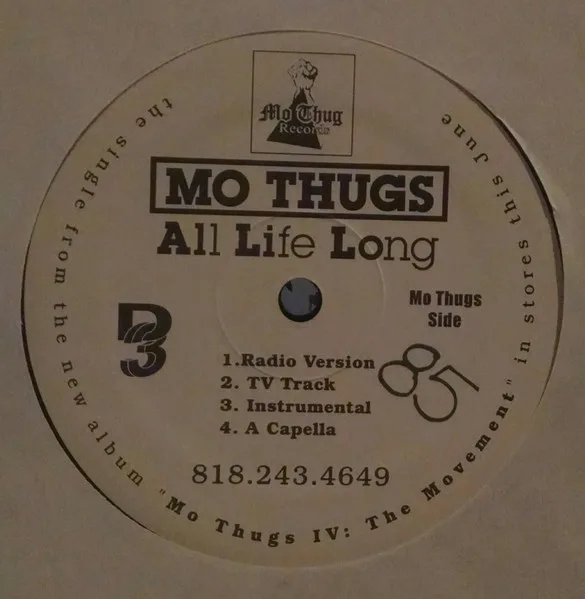 Mo Thug
Records
MO THUGS
All Life Long
Mo Thugs
Side
D3
1.Radio Version
2. TV Track
3. Instrumental
4. A Capella
85
818.243.4649
the single from the new album "Mo Thugs IV: The Movement" in stores this June